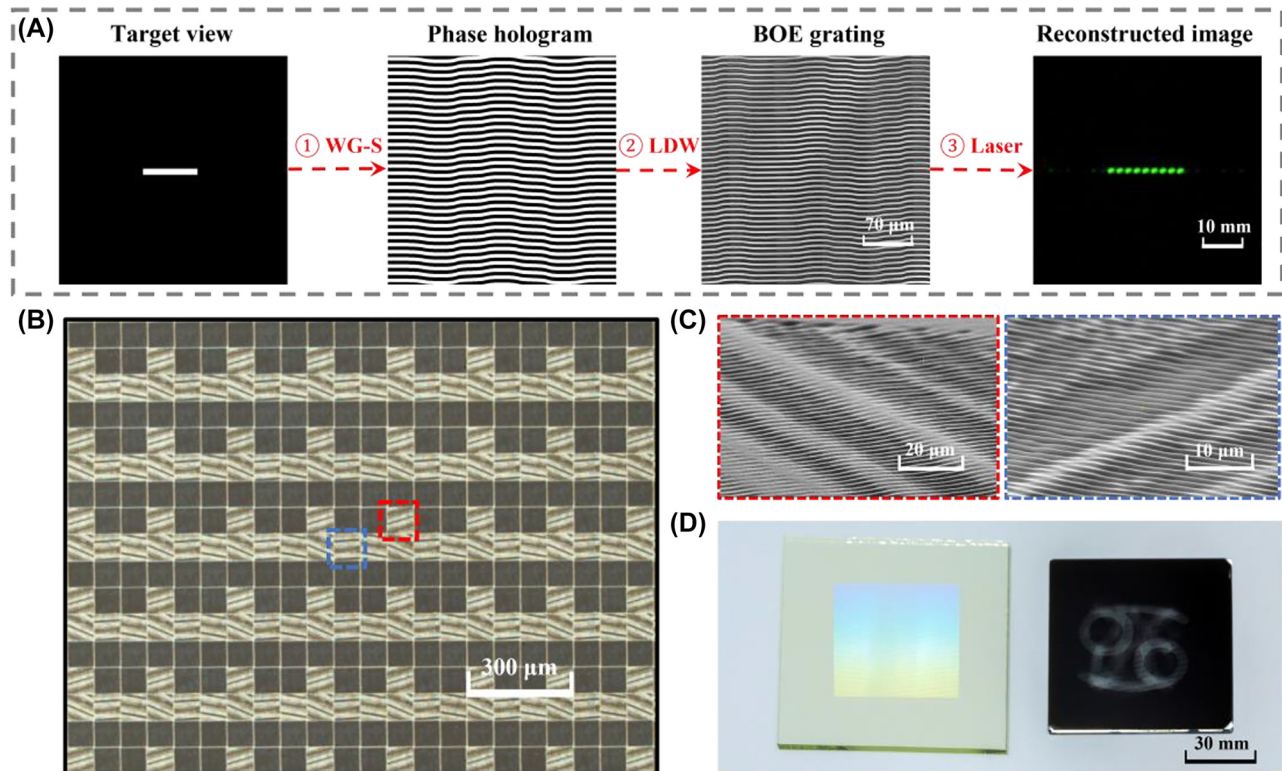 (A)
Target view
Phase hologram
BOE grating
Reconstructed image
① WG-S
② LDW
③ Laser
70 μm
10 mm
(B)
300 μm
(C)
20 μm
10 μm
(D)
30 mm